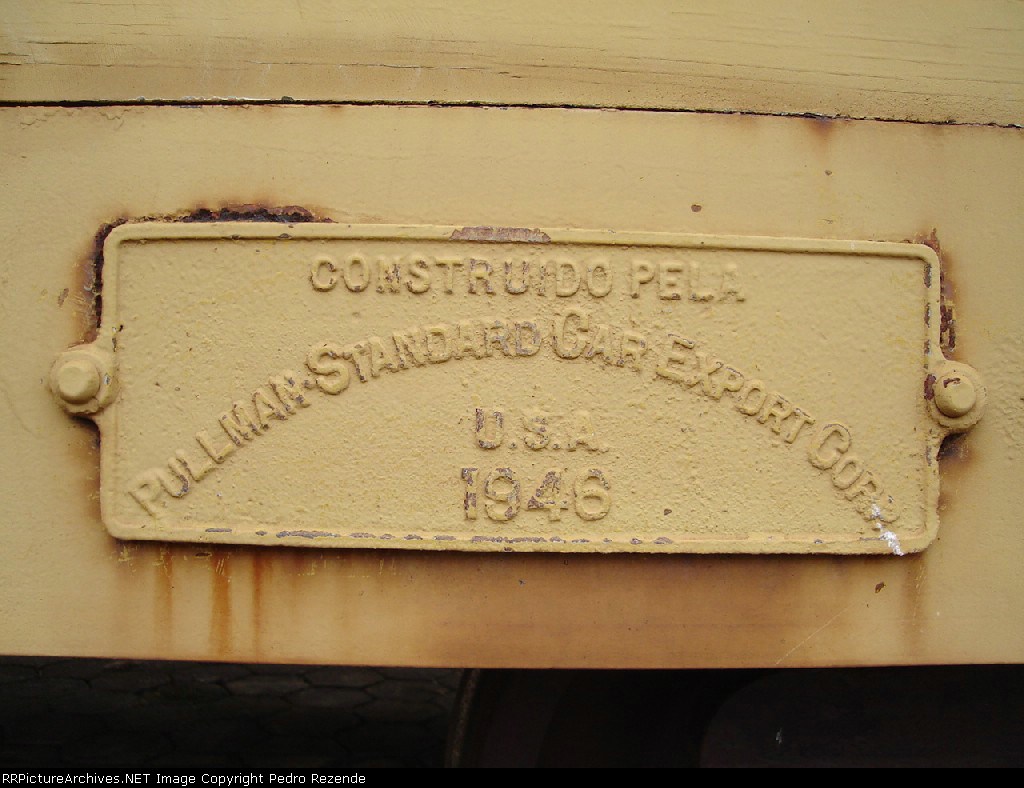 CONSTRUIDO PELA
PULLMAN-STANDARD CAR EXPORT CORP.
U.S.A.
1946
RRPictureArchives.NET Image Copyright Pedro Rezende